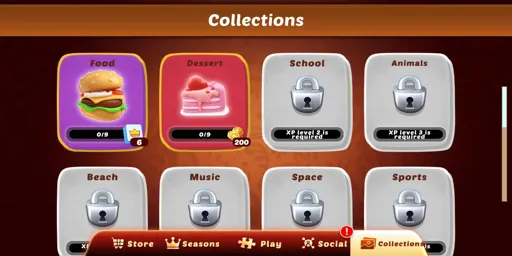 Collections
Food
Dessert
School
Animals
0/9
6
0/9
200
XP level 2 is
required
XP level 3 is
required
Beach
Music
Space
Sports
Store
Seasons
Play
Social
!
Collections